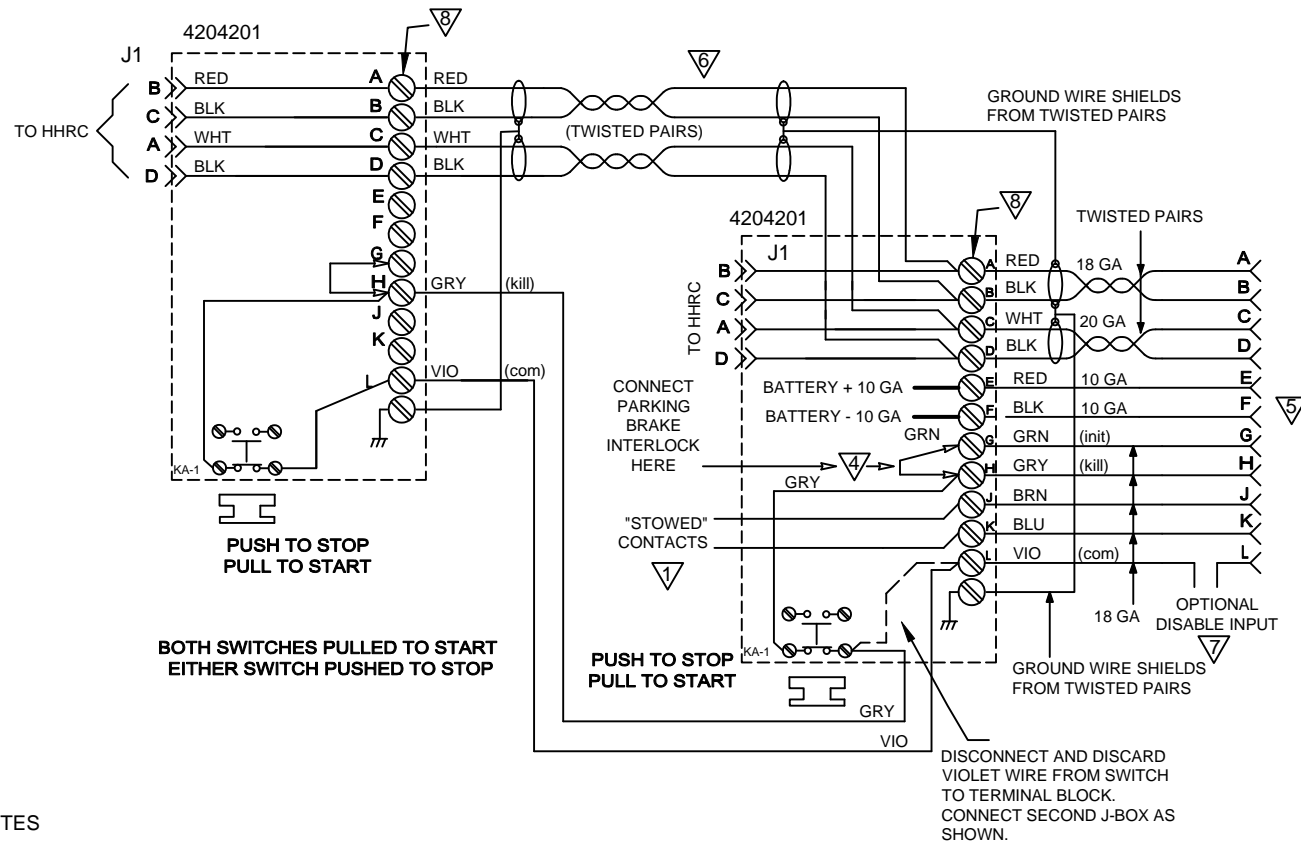 4204201
8
J1
B
RED
A
RED
6
C
BLK
B
BLK
GROUND WIRE SHIELDS
FROM TWISTED PAIRS
TO HHRC
A
WHT
C
WHT
(TWISTED PAIRS)
D
BLK
D
BLK
E
F
G
H
GRY
(kill)
J
K
L
VIO
(com)
KA-1
PUSH TO STOP
PULL TO START
BOTH SWITCHES PULLED TO START
EITHER SWITCH PUSHED TO STOP
4204201
8
TWISTED PAIRS
J1
TO HHRC
B
A
RED
18 GA
A
C
B
BLK
B
A
C
WHT
20 GA
C
D
D
BLK
D
CONNECT
PARKING
BRAKE
INTERLOCK
HERE
BATTERY + 10 GA
E
RED
10 GA
E
BATTERY - 10 GA
F
BLK
10 GA
F
5
GRN
G
GRN
(init)
G
4
GRY
H
GRY
(kill)
H
"STOWED"
CONTACTS
1
J
BRN
J
K
BLU
K
L
VIO
(com)
L
18 GA
OPTIONAL
DISABLE INPUT
7
KA-1
PUSH TO STOP
PULL TO START
GROUND WIRE SHIELDS
FROM TWISTED PAIRS
GRY
VIO
DISCONNECT AND DISCARD
VIOLET WIRE FROM SWITCH
TO TERMINAL BLOCK.
CONNECT SECOND J-BOX AS
SHOWN.
TES